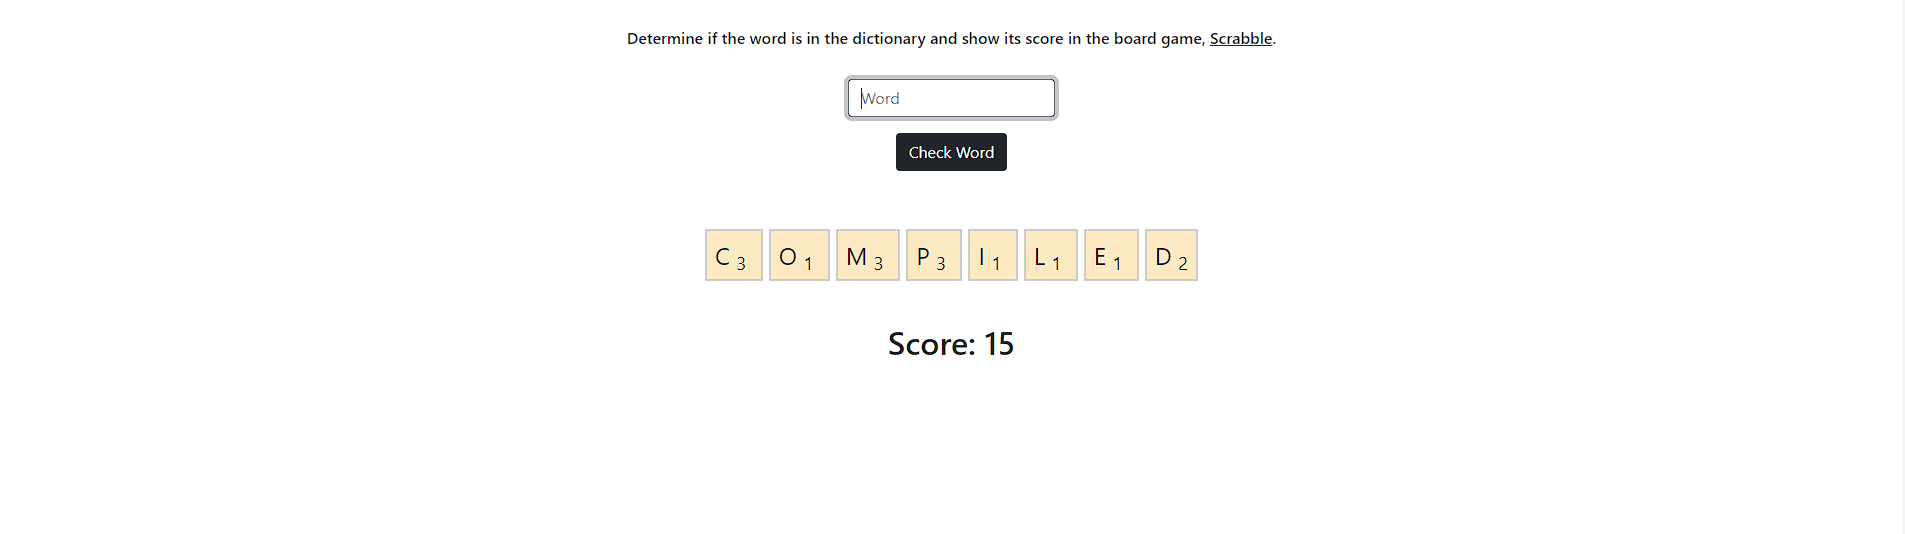 Determine if the word is in the dictionary and show its score in the board game, Scrabble.
Word
Check Word
C 3 O 1 M 3 P 3 I 1 L 1 E 1 D 2
Score: 15